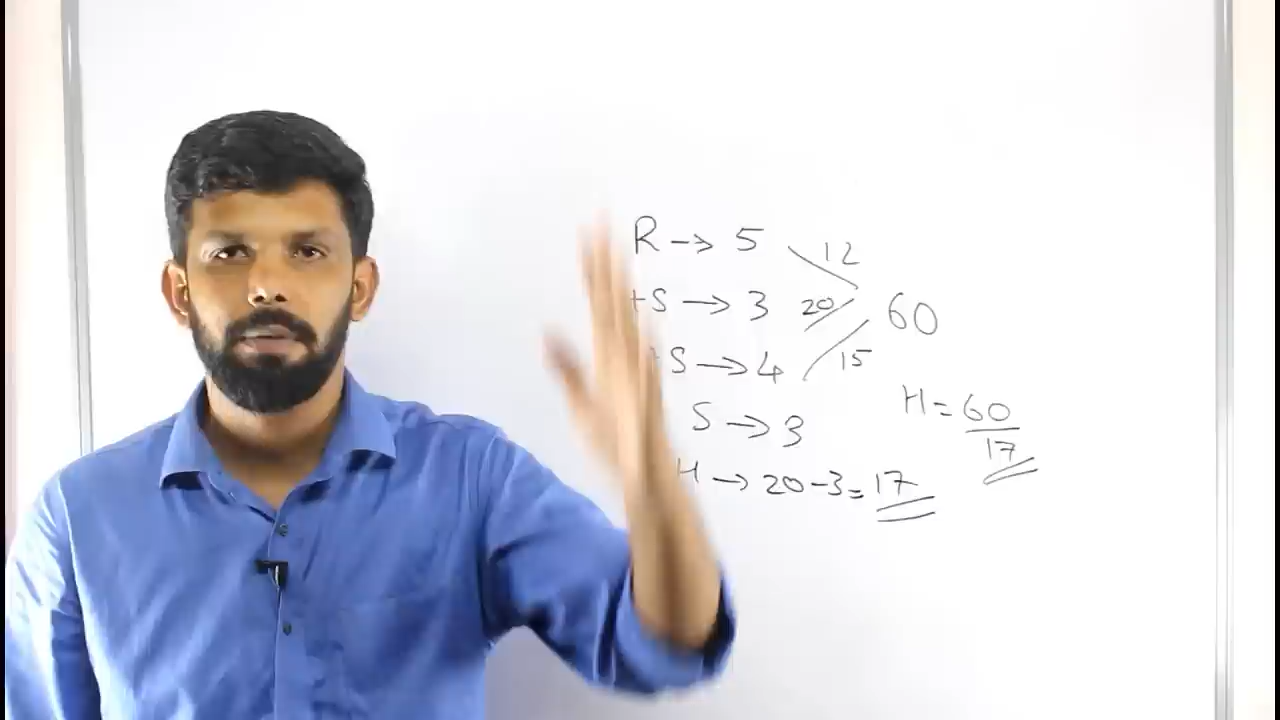 R → 5 12
+S → 3 20 60
+S → 4 15
S → 3
H = 60/17
H → 20-3=17